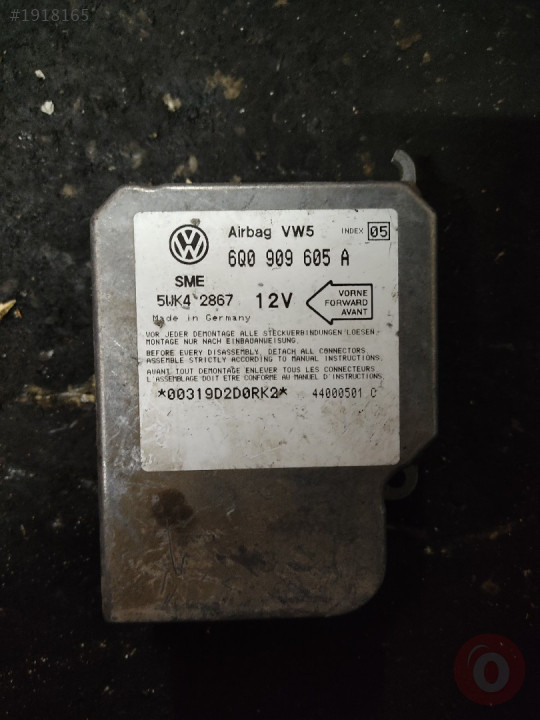 #1918165
Airbag VW5 INDEX 05
6Q0 909 605 A
SME
5WK4 2867 12V
VORNE
FORWARD
AVANT
Made in Germany
VOR JEDER DEMONTAGE ALLE STECKVERBINDUNGEN LOESEN-
MONTAGE NUR NACH EINBAUANWEISUNG.
BEFORE EVERY DISASSEMBLY, DETACH ALL CONNECTORS
ASSEMBLE STRICTLY ACCORDING TO MANUAL INSTRUCTIONS.
AVANT TOUT DEMONTAGE ENLEVER TOUS LES CONNECTEURS
L'ASSEMBLAGE DOIT ETRE CONFORME AU MANUEL D'INSTRUCTIONS.
*00319D2D0RK2* 44000501 C